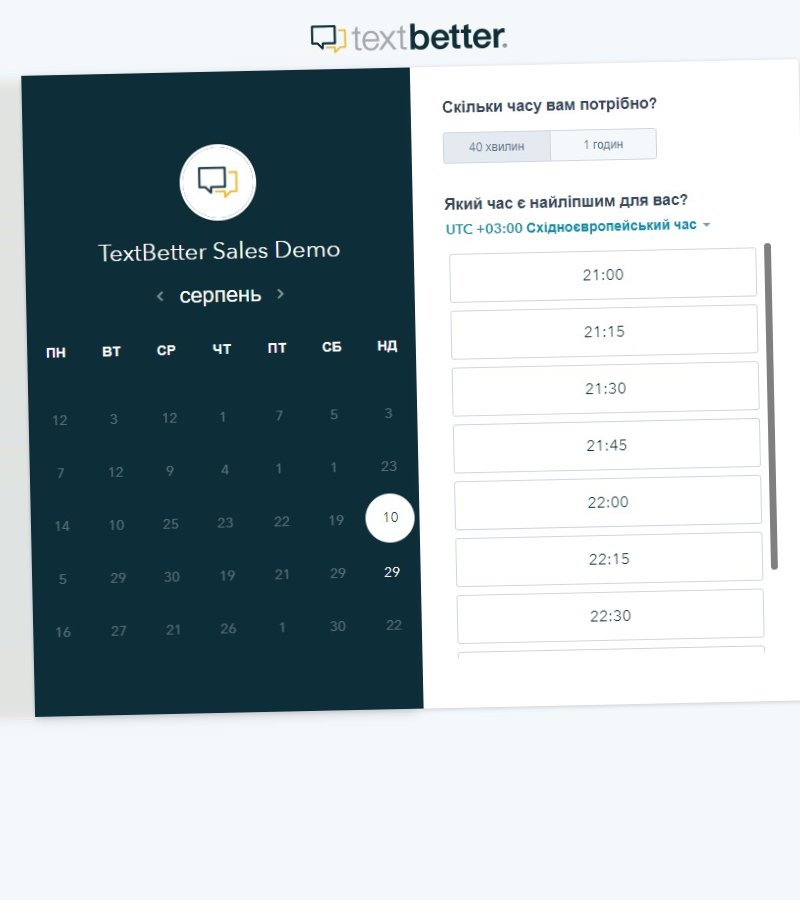 textbetter.
TextBetter Sales Demo
серпень
ПН ВТ СР ЧТ ПТ СБ НД
12 3 12 1 7 5 3
7 12 9 4 1 1 23
14 10 25 23 22 19 10
5 29 30 19 21 29 29
16 27 21 26 1 30 22
Скільки часу вам потрібно?
40 хвилин 1 годин
Який час є найліпшим для вас?
UTC +03:00 Східноєвропейський час
21:00
21:15
21:30
21:45
22:00
22:15
22:30